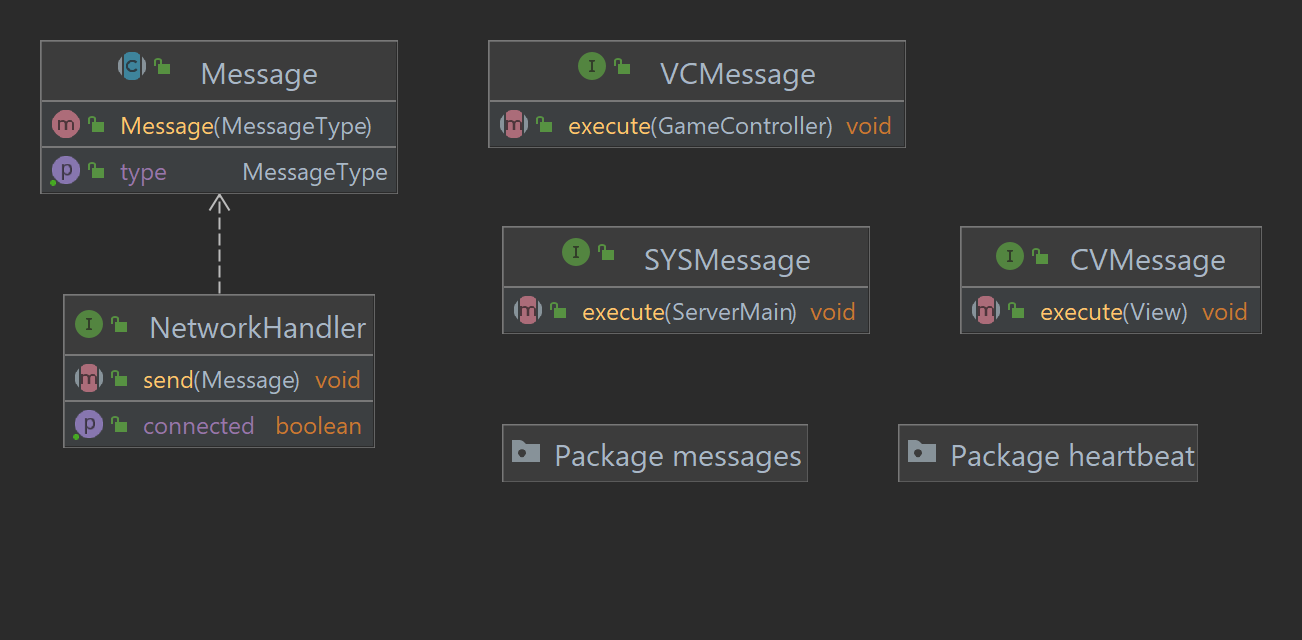 Message
Message(MessageType)
type MessageType
VCMessage
execute(GameController) void
SYSMessage
execute(ServerMain) void
CVMessage
execute(View) void
NetworkHandler
send(Message) void
connected boolean
Package messages
Package heartbeat